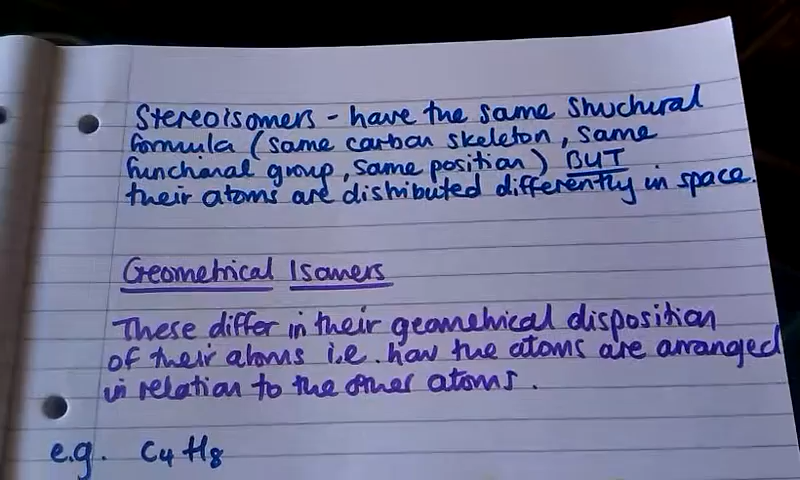 Stereoisomers - have the same structural
formula (same carbon skeleton, same
functional group, same position) BUT
their atoms are distributed differently in space.
Geometrical Isomers
These differ in their geometrical disposition
of their atoms i.e. how the atoms are arranged
in relation to the other atoms.
e.g. C4H8